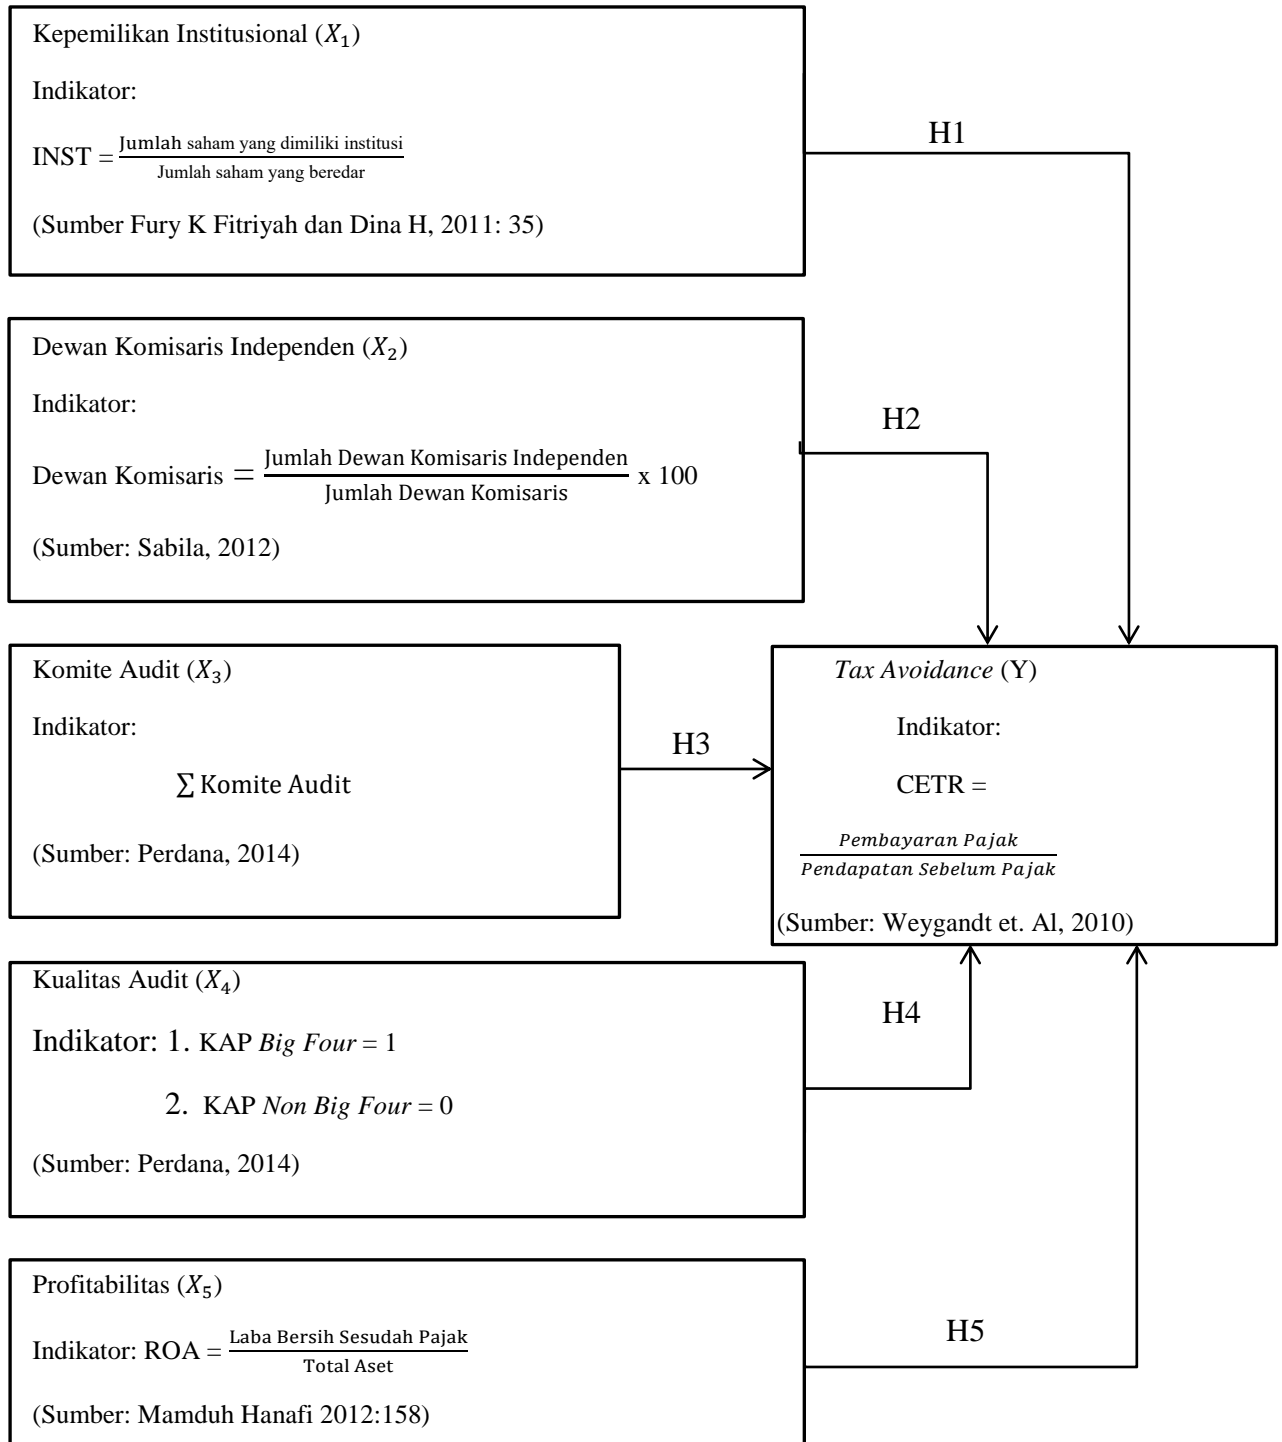 Kepemilikan Institusional (𝑋₁)
Indikator:
INST = Jumlah saham yang dimiliki institusi
Jumlah saham yang beredar
(Sumber Fury K Fitriyah dan Dina H, 2011: 35)
H1
Dewan Komisaris Independen (𝑋₂)
Indikator:
Dewan Komisaris = Jumlah Dewan Komisaris Independen x 100
Jumlah Dewan Komisaris
(Sumber: Sabila, 2012)
H2
Komite Audit (𝑋₃)
Indikator:
∑ Komite Audit
(Sumber: Perdana, 2014)
H3
Tax Avoidance (Y)
Indikator:
CETR =
Pembayaran Pajak
Pendapatan Sebelum Pajak
(Sumber: Weygandt et. Al, 2010)
Kualitas Audit (𝑋₄)
Indikator: 1. KAP Big Four = 1
2. KAP Non Big Four = 0
(Sumber: Perdana, 2014)
H4
Profitabilitas (𝑋₅)
Indikator: ROA = Laba Bersih Sesudah Pajak
Total Aset
(Sumber: Mamduh Hanafi 2012:158)
H5